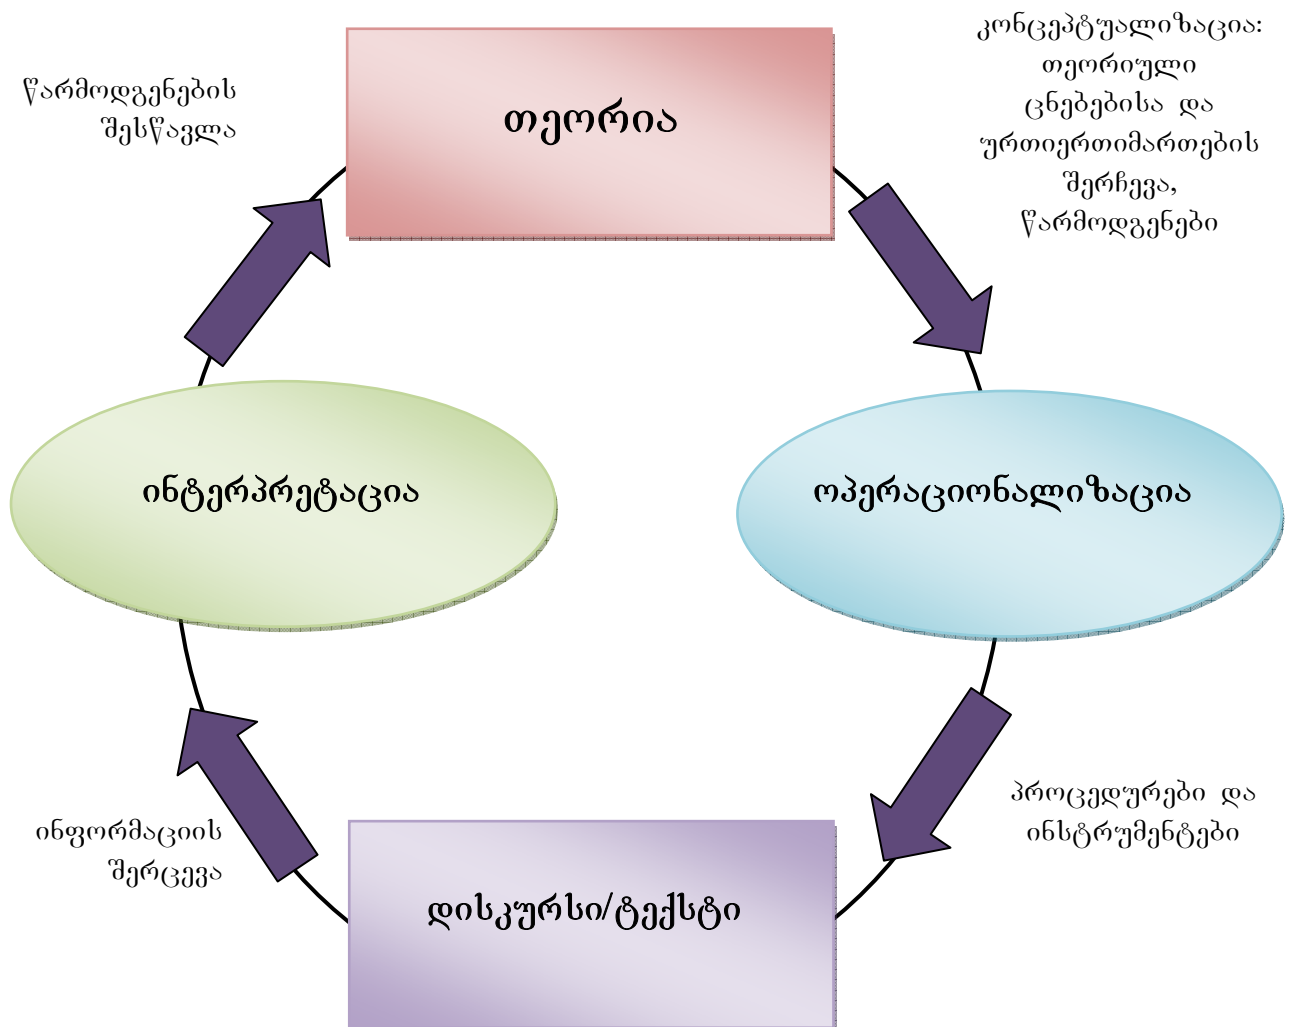 თეორია
კონცეპტუალიზაცია:
თეორიული
ცნებებისა და
ურთიერთიმართების
შერჩევა,
წარმოდგენები
ოპერაციონალიზაცია
პროცედურები და
ინსტრუმენტები
დისკურსი/ტექსტი
ინფორმაციის
შერცევა
ინტერპრეტაცია
წარმოდგენების
შესწავლა